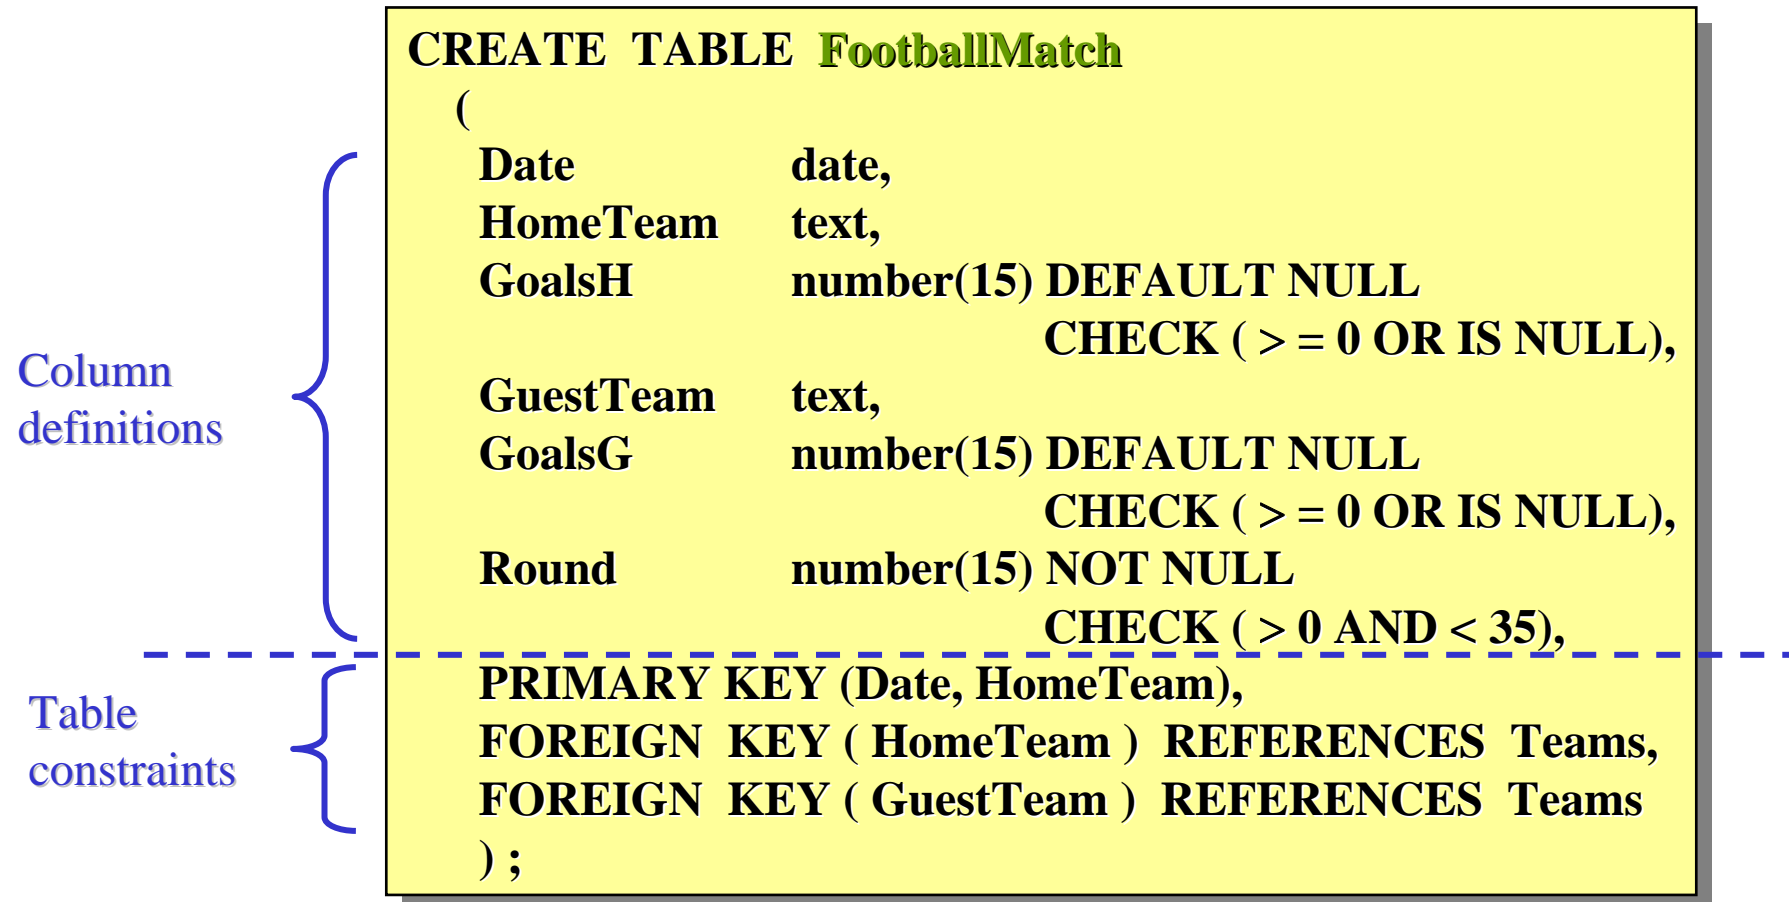 CREATE TABLE FootballMatch
(
Date date,
HomeTeam text,
GoalsH number(15) DEFAULT NULL
CHECK ( > = 0 OR IS NULL),
GuestTeam text,
GoalsG number(15) DEFAULT NULL
CHECK ( > = 0 OR IS NULL),
Round number(15) NOT NULL
CHECK ( > 0 AND < 35),
PRIMARY KEY (Date, HomeTeam),
FOREIGN KEY ( HomeTeam ) REFERENCES Teams,
FOREIGN KEY ( GuestTeam ) REFERENCES Teams
) ;
Column
definitions
Table
constraints